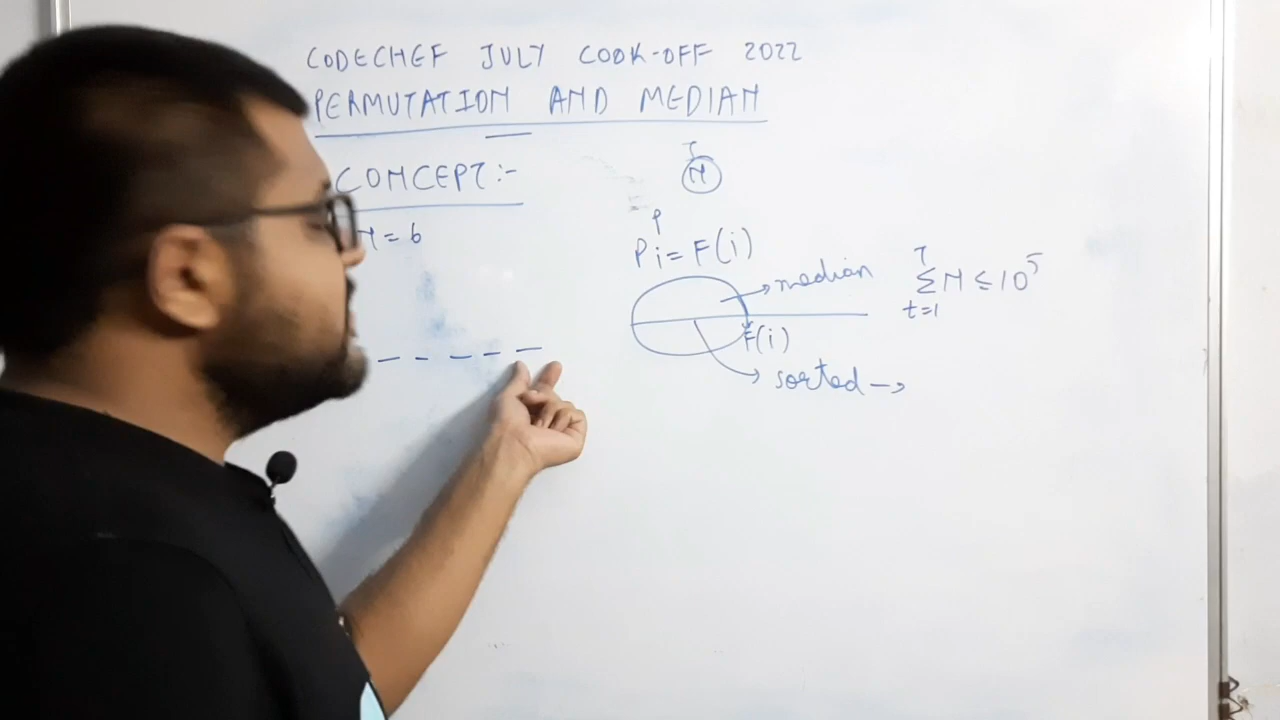 CODECHEF JULY COOK-OFF 2022
PERMUTATION AND MEDIAN
CONCEPT:-
T
N
N = 6
P
Pi = F(i)
median
F(i)
sorted →
T
Σ N ≤ 10^5
t=1